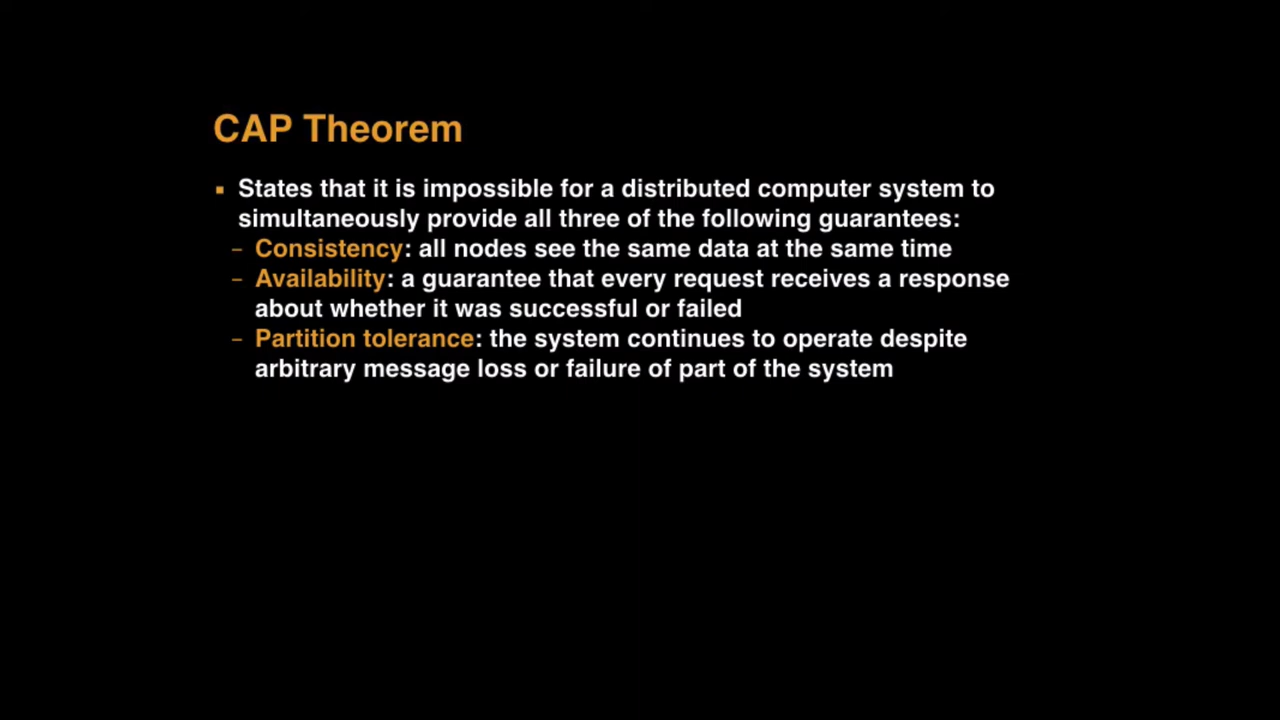 CAP Theorem
▪ States that it is impossible for a distributed computer system to
simultaneously provide all three of the following guarantees:
– Consistency: all nodes see the same data at the same time
– Availability: a guarantee that every request receives a response
about whether it was successful or failed
– Partition tolerance: the system continues to operate despite
arbitrary message loss or failure of part of the system